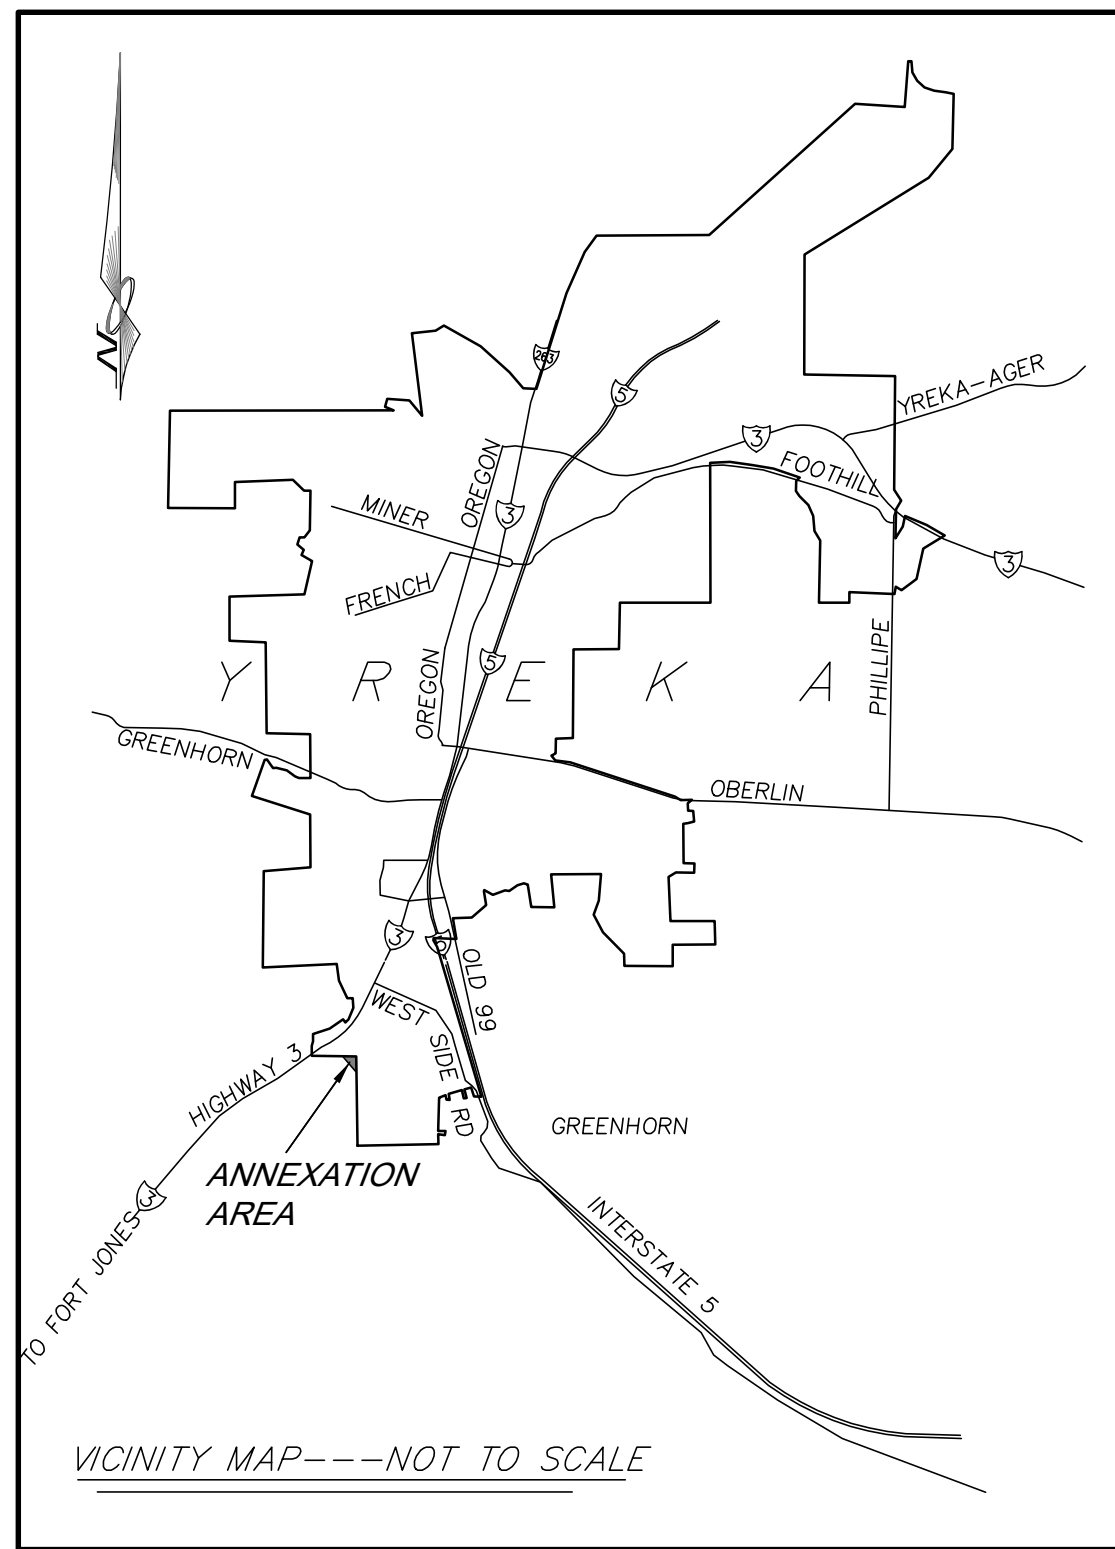 N
263
5
YREKA-AGER
3
FOOTHILL
OREGON
MINER
3
3
FRENCH
5
Y R E K A
OREGON
PHILLIPE
GREENHORN
OBERLIN
3
5
OLD 99
WEST SIDE RD
HIGHWAY 3
GREENHORN
ANNEXATION
AREA
3
INTERSTATE 5
TO FORT JONES
VICINITY MAP---NOT TO SCALE